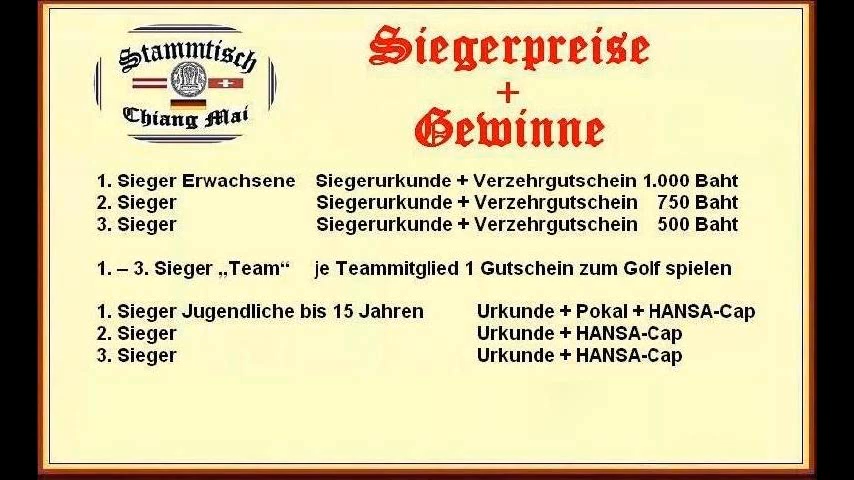 Stammtisch
Chiang Mai
Siegerpreise
+
Gewinne
1. Sieger Erwachsene Siegerurkunde + Verzehrgutschein 1.000 Baht
2. Sieger Siegerurkunde + Verzehrgutschein 750 Baht
3. Sieger Siegerurkunde + Verzehrgutschein 500 Baht
1. – 3. Sieger „Team“ je Teammitglied 1 Gutschein zum Golf spielen
1. Sieger Jugendliche bis 15 Jahren Urkunde + Pokal + HANSA-Cap
2. Sieger Urkunde + HANSA-Cap
3. Sieger Urkunde + HANSA-Cap